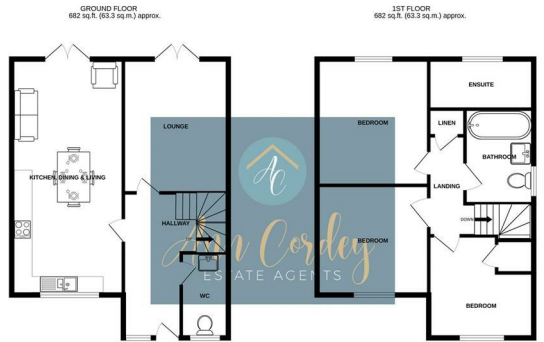 GROUND FLOOR
682 sq.ft. (63.3 sq.m.) approx.
1ST FLOOR
682 sq.ft. (63.3 sq.m.) approx.
LOUNGE
KITCHEN, DINING & LIVING
HALLWAY
WC
ENSUITE
BEDROOM
LINEN
BATHROOM
LANDING
DOWN
BEDROOM
BEDROOM
AC
Ann Cordey
ESTATE AGENTS